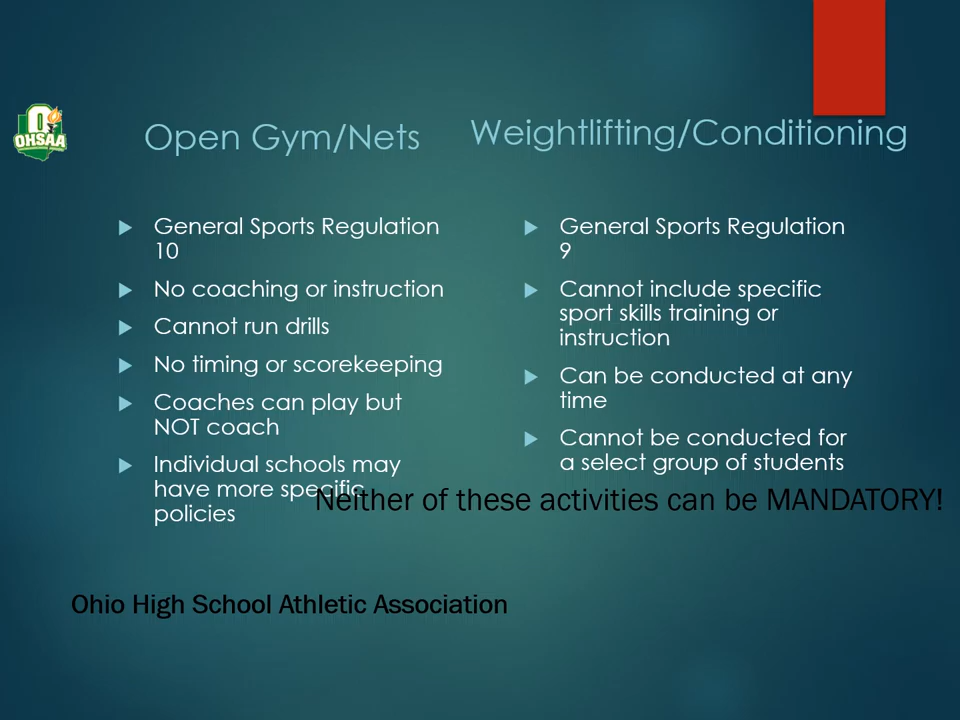 OHSAA
Open Gym/Nets
General Sports Regulation
10
No coaching or instruction
Cannot run drills
No timing or scorekeeping
Coaches can play but
NOT coach
Individual schools may
have more specific
policies
Weightlifting/Conditioning
General Sports Regulation
9
Cannot include specific
sport skills training or
instruction
Can be conducted at any
time
Cannot be conducted for
a select group of students
Neither of these activities can be MANDATORY!
Ohio High School Athletic Association